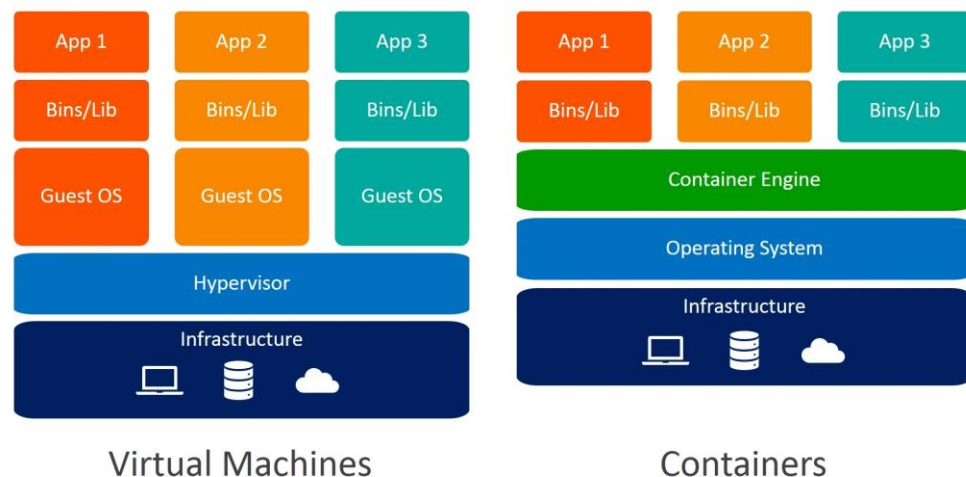 App 1
App 2
App 3
Bins/Lib
Bins/Lib
Bins/Lib
Guest OS
Guest OS
Guest OS
Hypervisor
Infrastructure
Virtual Machines
App 1
App 2
App 3
Bins/Lib
Bins/Lib
Bins/Lib
Container Engine
Operating System
Infrastructure
Containers